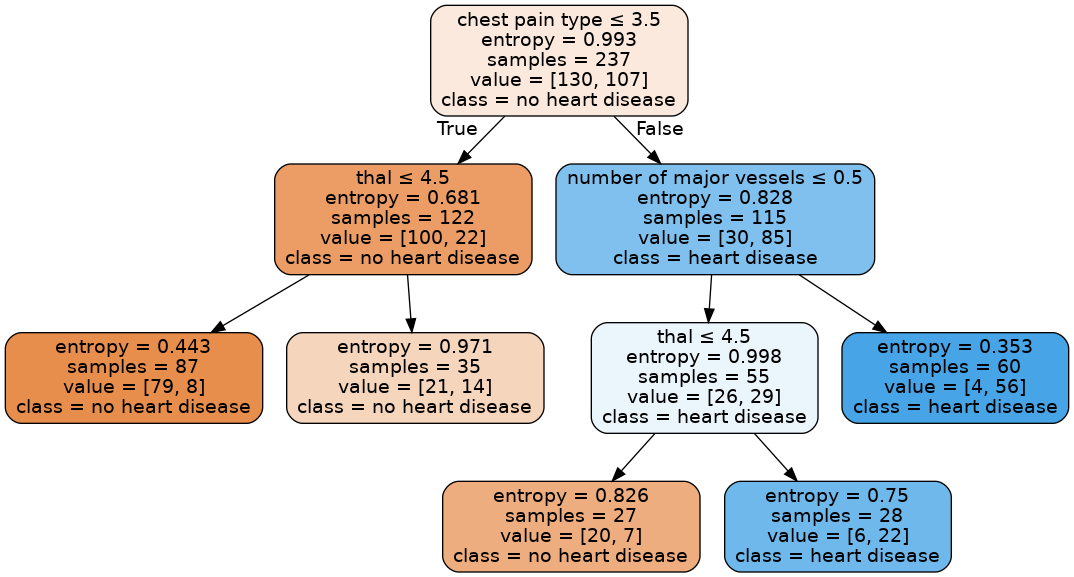 chest pain type ≤ 3.5
entropy = 0.993
samples = 237
value = [130, 107]
class = no heart disease
True
False
thal ≤ 4.5
entropy = 0.681
samples = 122
value = [100, 22]
class = no heart disease
number of major vessels ≤ 0.5
entropy = 0.828
samples = 115
value = [30, 85]
class = heart disease
entropy = 0.443
samples = 87
value = [79, 8]
class = no heart disease
entropy = 0.971
samples = 35
value = [21, 14]
class = no heart disease
thal ≤ 4.5
entropy = 0.998
samples = 55
value = [26, 29]
class = heart disease
entropy = 0.353
samples = 60
value = [4, 56]
class = heart disease
entropy = 0.826
samples = 27
value = [20, 7]
class = no heart disease
entropy = 0.75
samples = 28
value = [6, 22]
class = heart disease